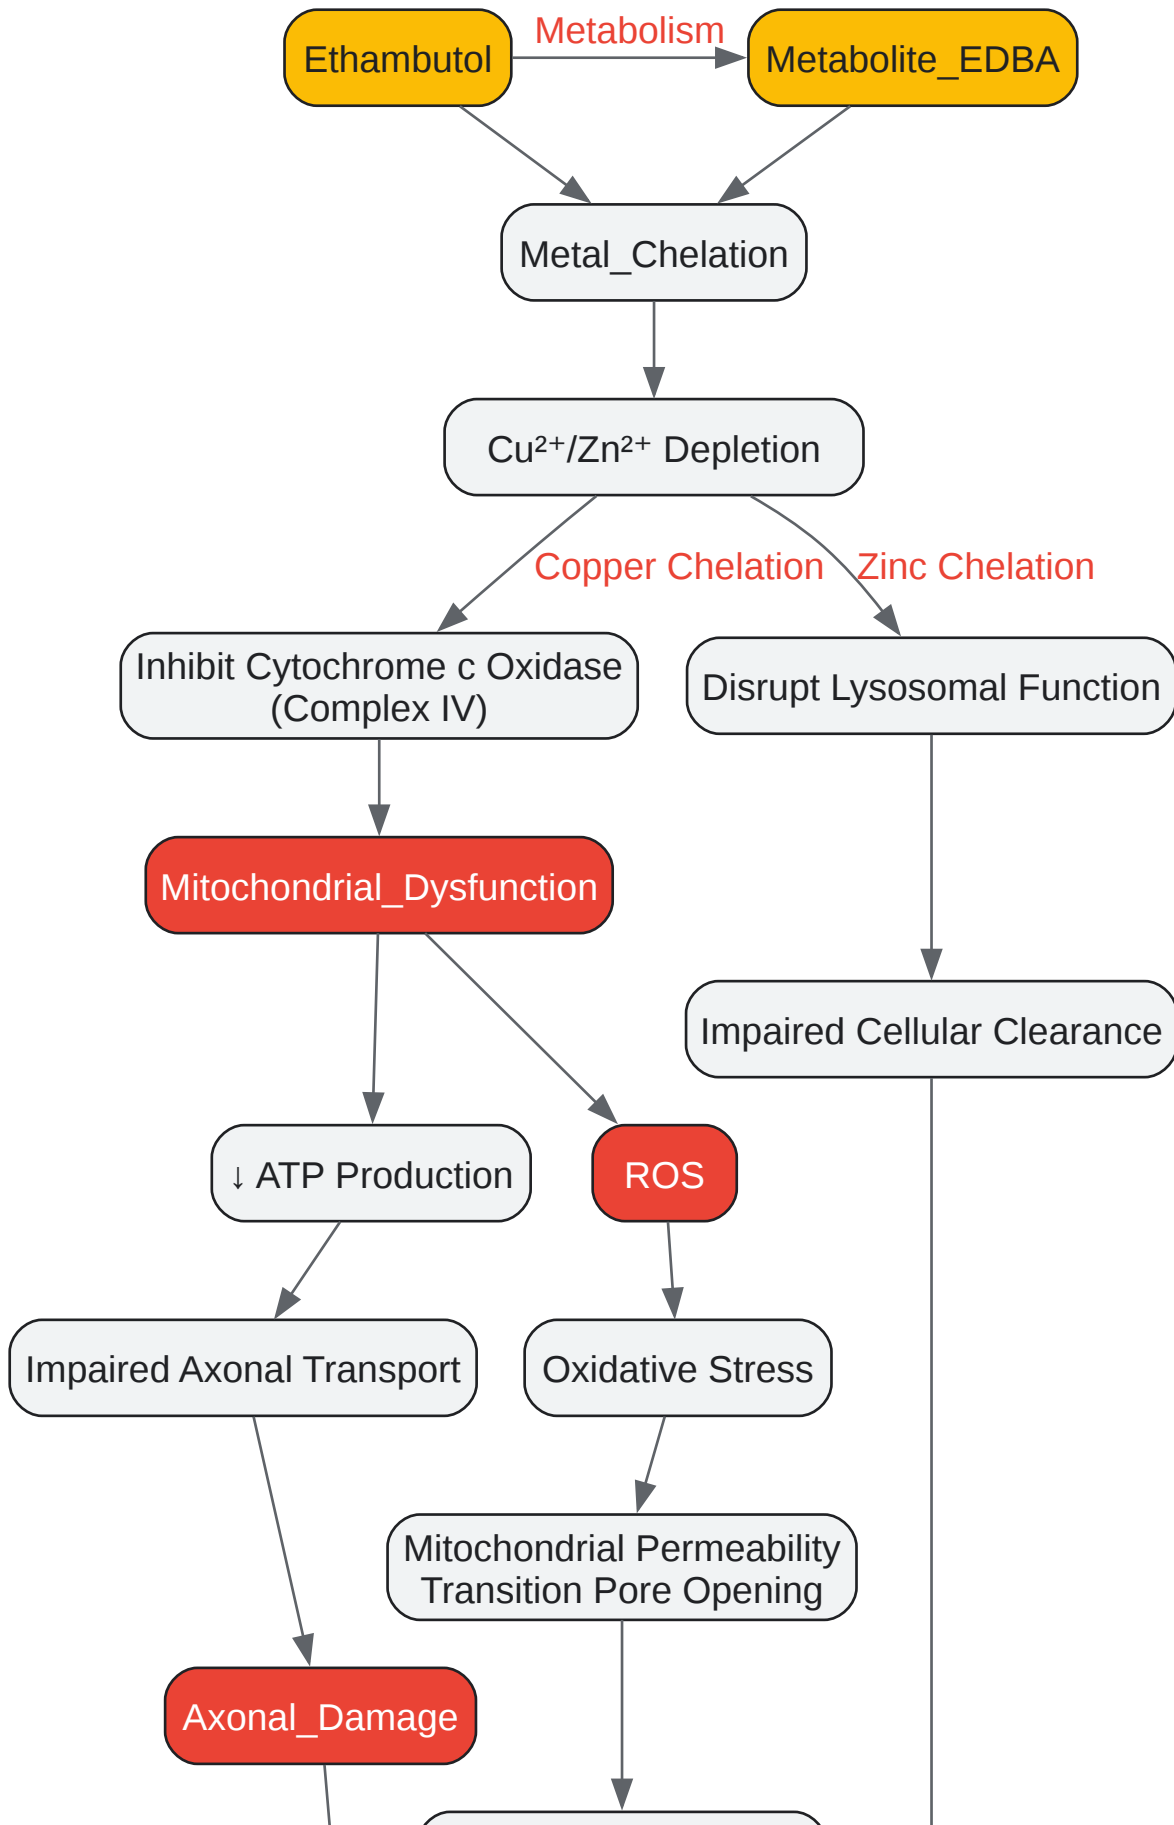 Ethambutol
Metabolism
Metabolite_EDBA
Metal_Chelation
Cu²⁺/Zn²⁺ Depletion
Copper Chelation
Zinc Chelation
Inhibit Cytochrome c Oxidase
(Complex IV)
Disrupt Lysosomal Function
Mitochondrial_Dysfunction
Impaired Cellular Clearance
↓ ATP Production
ROS
Impaired Axonal Transport
Oxidative Stress
Mitochondrial Permeability
Transition Pore Opening
Axonal_Damage